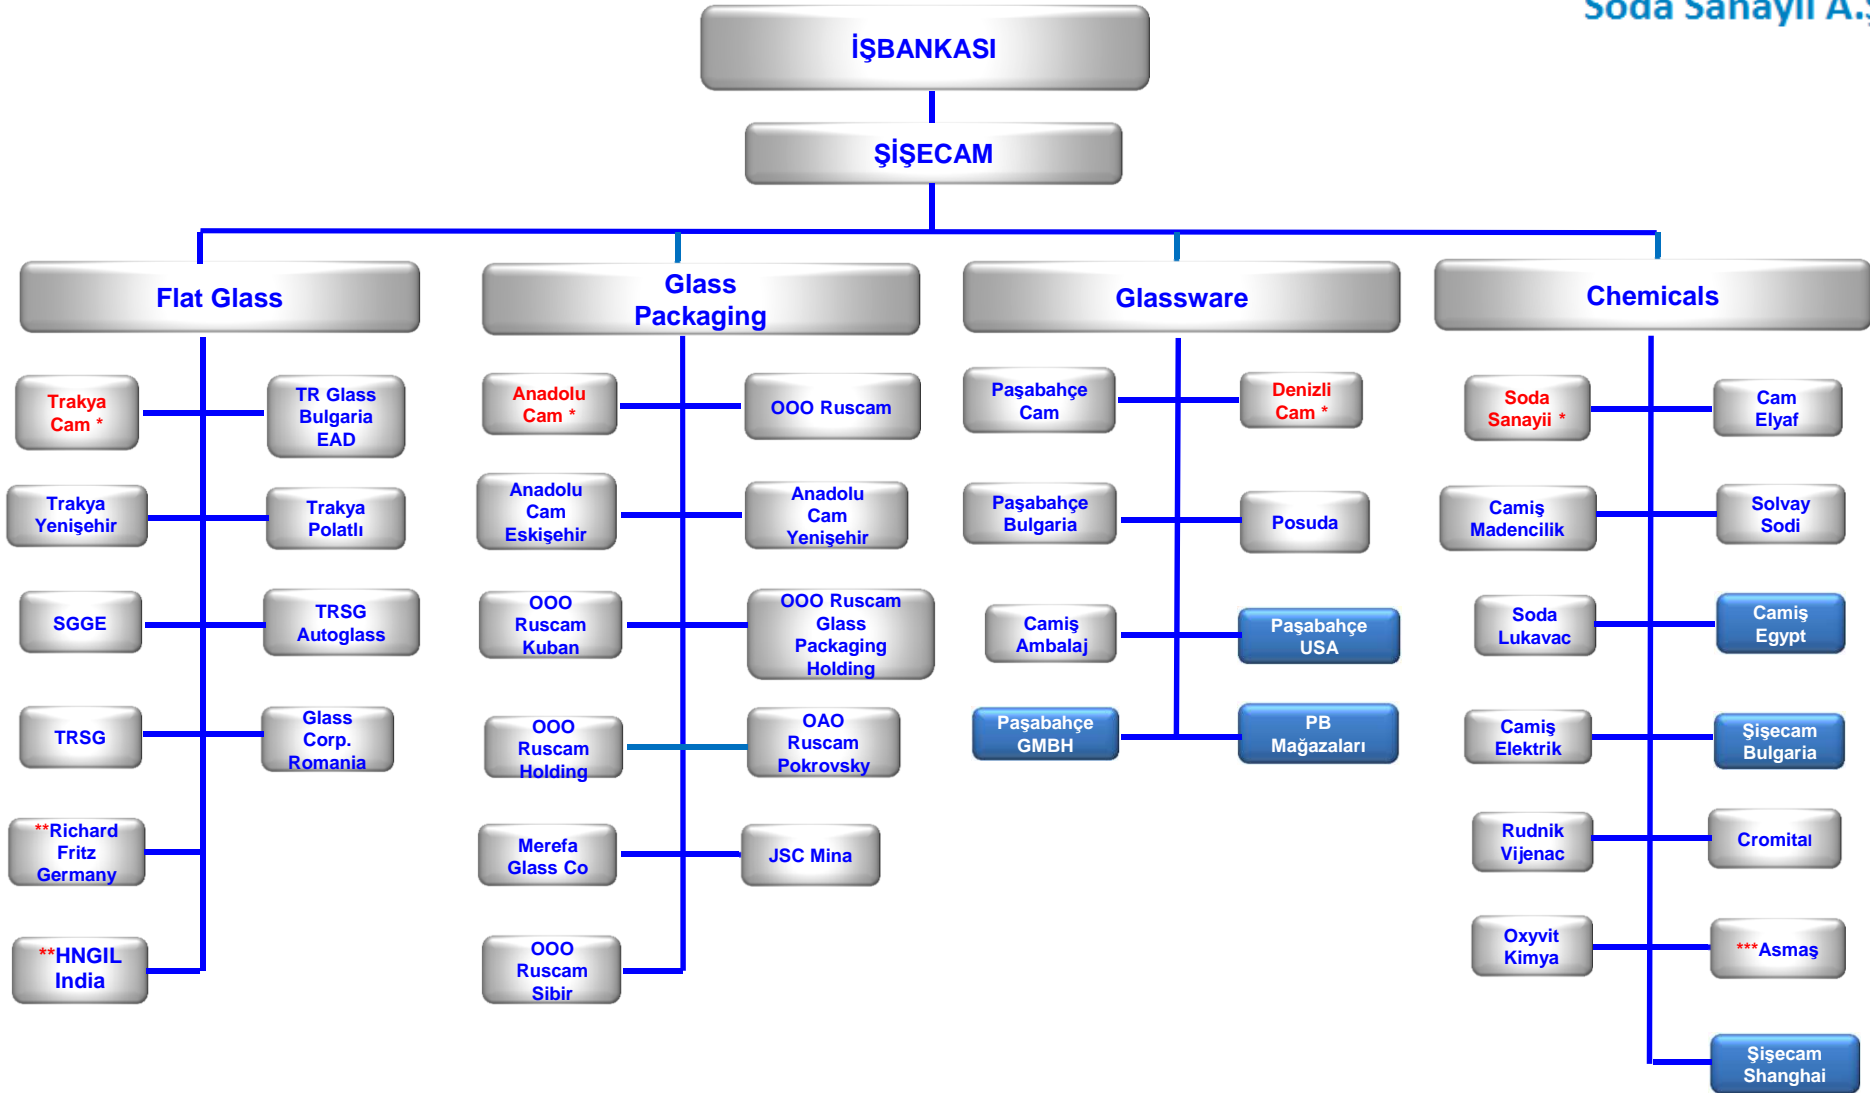 Soda Sanayii A.Ş
İŞBANKASI
ŞİŞECAM
Flat Glass
Glass
Packaging
Glassware
Chemicals
Trakya
Cam *
TR Glass
Bulgaria
EAD
Trakya
Yenişehir
Trakya
Polatlı
SGGE
TRSG
Autoglass
TRSG
Glass
Corp.
Romania
**Richard
Fritz
Germany
**HNGIL
India
Anadolu
Cam *
OOO Ruscam
Anadolu
Cam
Eskişehir
Anadolu
Cam
Yenişehir
OOO
Ruscam
Kuban
OOO Ruscam
Glass
Packaging
Holding
OOO
Ruscam
Holding
OAO
Ruscam
Pokrovsky
Merefa
Glass Co
JSC Mina
OOO
Ruscam
Sibir
Paşabahçe
Cam
Denizli
Cam *
Paşabahçe
Bulgaria
Posuda
Camiş
Ambalaj
Paşabahçe
USA
Paşabahçe
GMBH
PB
Mağazaları
Soda
Sanayii *
Cam
Elyaf
Camiş
Madencilik
Solvay
Sodi
Soda
Lukavac
Camiş
Egypt
Camiş
Elektrik
Şişecam
Bulgaria
Rudnik
Vijenac
Cromital
Oxyvit
Kimya
***Asmaş
Şişecam
Shanghai